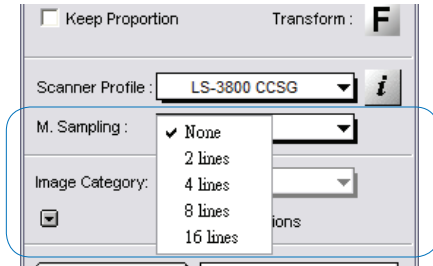 Keep Proportion Transform : F
Scanner Profile : LS-3800 CCSG i
M. Sampling :
✓ None
2 lines
Image Category:
4 lines
8 lines
ions
16 lines